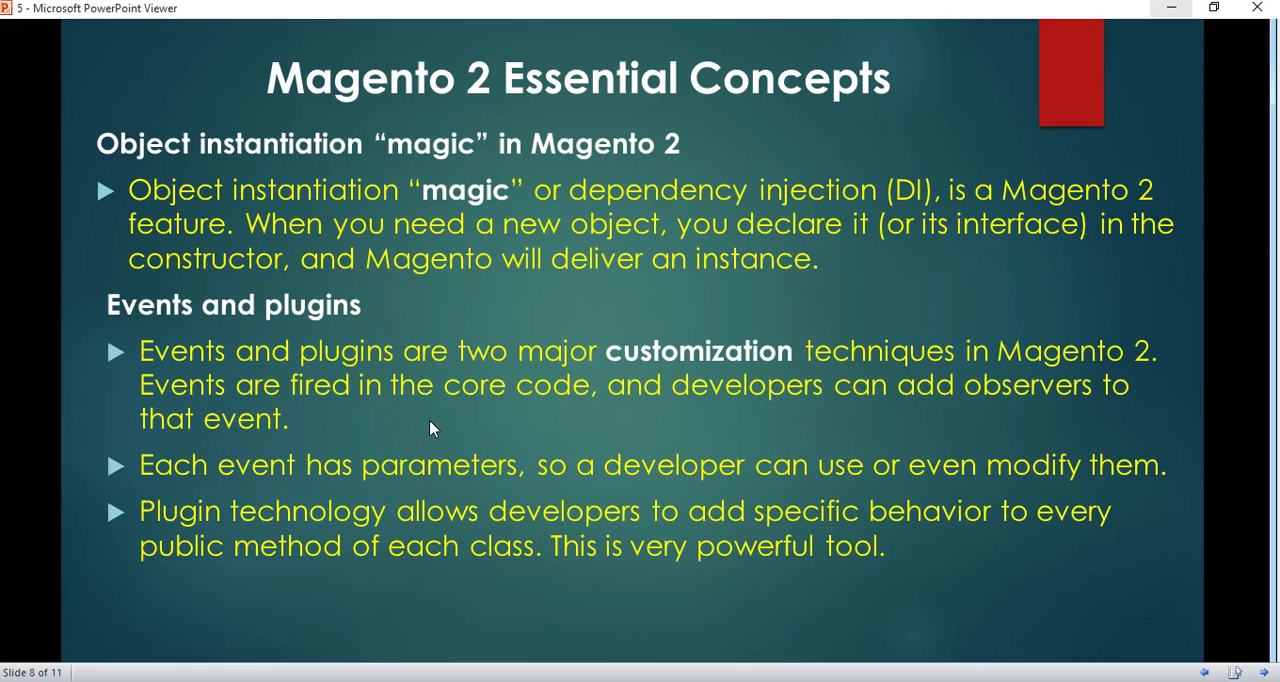 5 - Microsoft PowerPoint Viewer
Magento 2 Essential Concepts
Object instantiation “magic” in Magento 2
Object instantiation “magic” or dependency injection (DI), is a Magento 2
feature. When you need a new object, you declare it (or its interface) in the
constructor, and Magento will deliver an instance.
Events and plugins
Events and plugins are two major customization techniques in Magento 2.
Events are fired in the core code, and developers can add observers to
that event.
Each event has parameters, so a developer can use or even modify them.
Plugin technology allows developers to add specific behavior to every
public method of each class. This is very powerful tool.
Slide 8 of 11